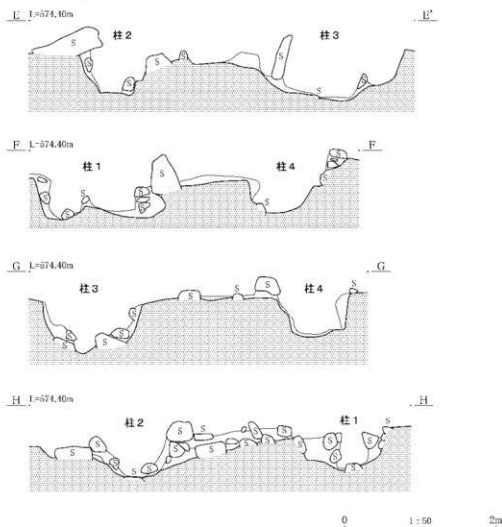 E L=574.40m 柱2 柱3 E'
S S S S S S S
F L=574.40m 柱1 柱4 F
S S S S S S S S
G L=574.40m 柱3 柱4 G
S S S S S S S S S
H L=574.40m 柱2 柱1 H
S S S S S S S S S S S S S S
0 1:50 2m